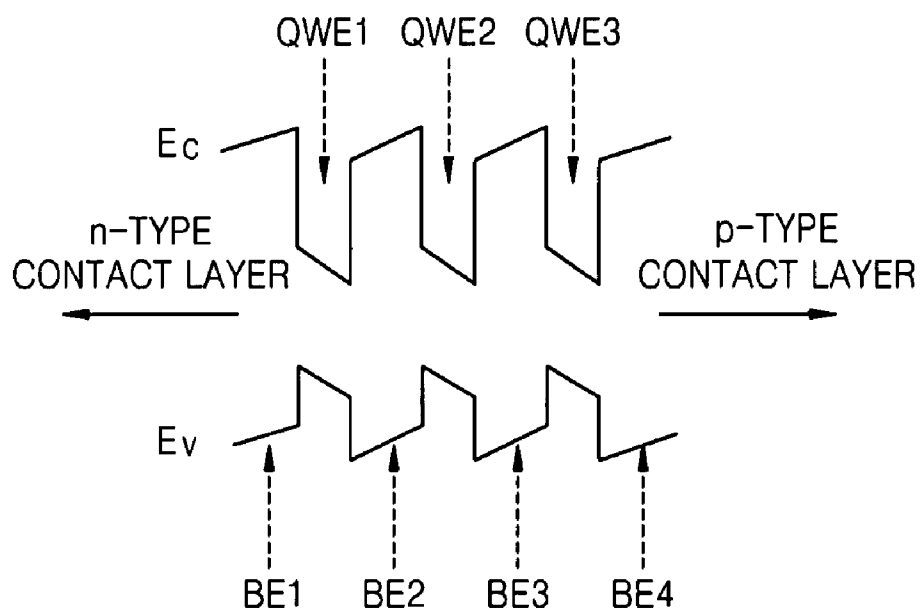 QWE1 QWE2 QWE3
Ec
n-TYPE
CONTACT LAYER
p-TYPE
CONTACT LAYER
Ev
BE1 BE2 BE3 BE4